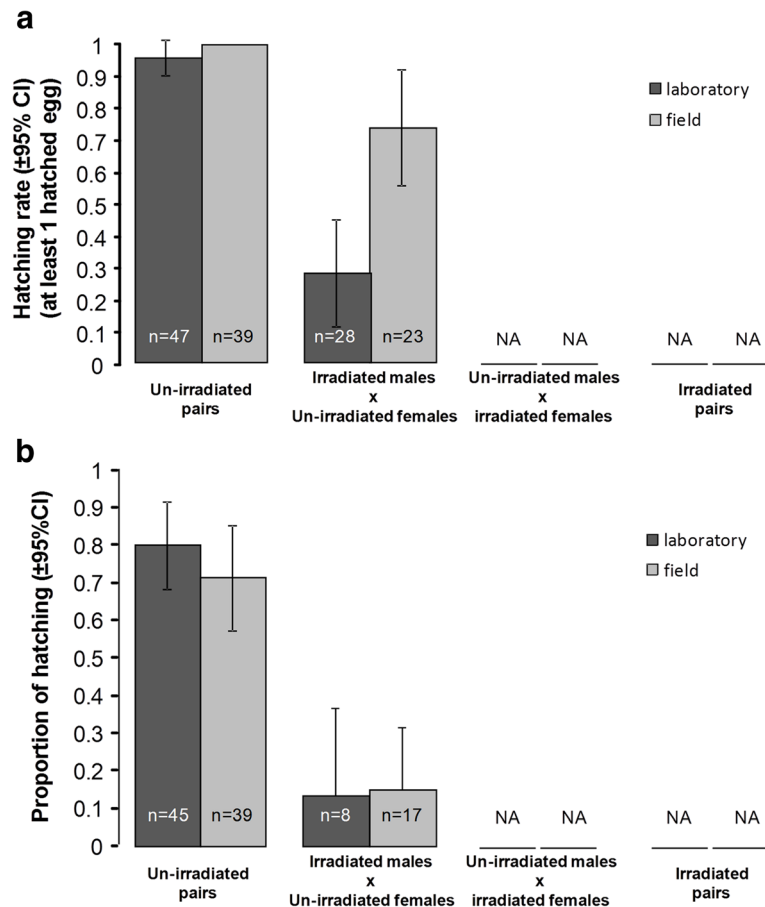 a
Hatching rate (±95% CI)
(at least 1 hatched egg)
1
0.9
0.8
0.7
0.6
0.5
0.4
0.3
0.2
0.1
0
laboratory
field
n=47
n=39
n=28
n=23
NA
NA
NA
NA
Un-irradiated
pairs
Irradiated males
x
Un-irradiated females
Un-irradiated males
x
irradiated females
Irradiated
pairs
b
Proportion of hatching (±95%CI)
1
0.9
0.8
0.7
0.6
0.5
0.4
0.3
0.2
0.1
0
laboratory
field
n=45
n=39
n=8
n=17
NA
NA
NA
NA
Un-irradiated
pairs
Irradiated males
x
Un-irradiated females
Un-irradiated males
x
irradiated females
Irradiated
pairs